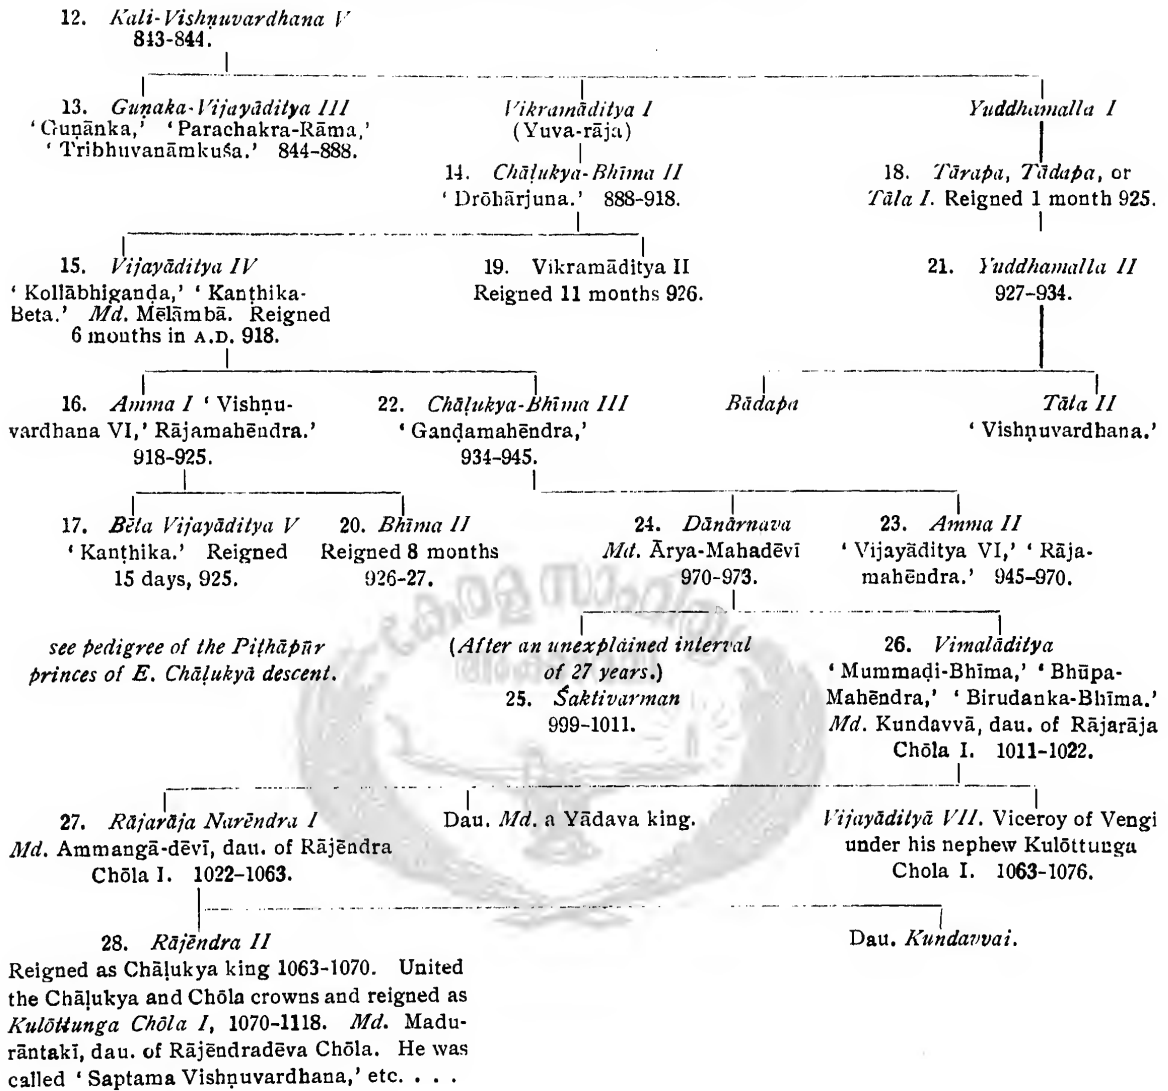 12. Kali-Vishṇuvardhana V
843-844.
13. Guṇaka-Vijayāditya III
'Guṇānka,' 'Parachakra-Rāma,'
'Tribhuvanāmkuśa.' 844-888.
Vikramāditya I
(Yuva-rāja)
Yuddhamalla I
14. Chāḷukya-Bhīma II
'Drōhārjuna.' 888-918.
18. Tārapa, Tādapa, or
Tāla I. Reigned 1 month 925.
15. Vijayāditya IV
'Kollābhigaṇḍa,' 'Kaṇṭhika-
Beta.' Md. Mēlāmbā. Reigned
6 months in A.D. 918.
19. Vikramāditya II
Reigned 11 months 926.
21. Yuddhamalla II
927-934.
16. Amma I 'Vishṇu-
vardhana VI,' Rājamahēndra.'
918-925.
22. Chāḷukya-Bhīma III
'Gaṇḍamahēndra,'
934-945.
Bādapa
Tāla II
'Vishṇuvardhana.'
17. Bēta Vijayāditya V
'Kaṇṭhika.' Reigned
15 days, 925.
20. Bhīma II
Reigned 8 months
926-27.
24. Dānārnava
Md. Ārya-Mahadēvī
970-973.
23. Amma II
'Vijayāditya VI,' 'Rāja-
mahēndra.' 945-970.
see pedigree of the Piṭhāpūr
princes of E. Chāḷukyà descent.
(After an unexplained interval
of 27 years.)
25. Śaktivarman
999-1011.
26. Vimalāditya
'Mummaḍi-Bhīma,' 'Bhūpa-
Mahēndra,' 'Birudanka-Bhīma.'
Md. Kundavvā, dau. of Rājarāja
Chōla I. 1011-1022.
27. Rājarāja Narēndra I
Md. Ammangā-dēvī, dau. of Rājēndra
Chōla I. 1022-1063.
Dau. Md. a Yādava king.
Vijayādityā VII. Viceroy of Vengi
under his nephew Kulōttunga
Chola I. 1063-1076.
28. Rājēndra II
Reigned as Chāḷukya king 1063-1070. United
the Chāḷukya and Chōla crowns and reigned as
Kulōttunga Chōla I, 1070-1118. Md. Madu-
rāntakī, dau. of Rājēndradēva Chōla. He was
called 'Saptama Vishṇuvardhana,' etc. . . .
Dau. Kundavvai.